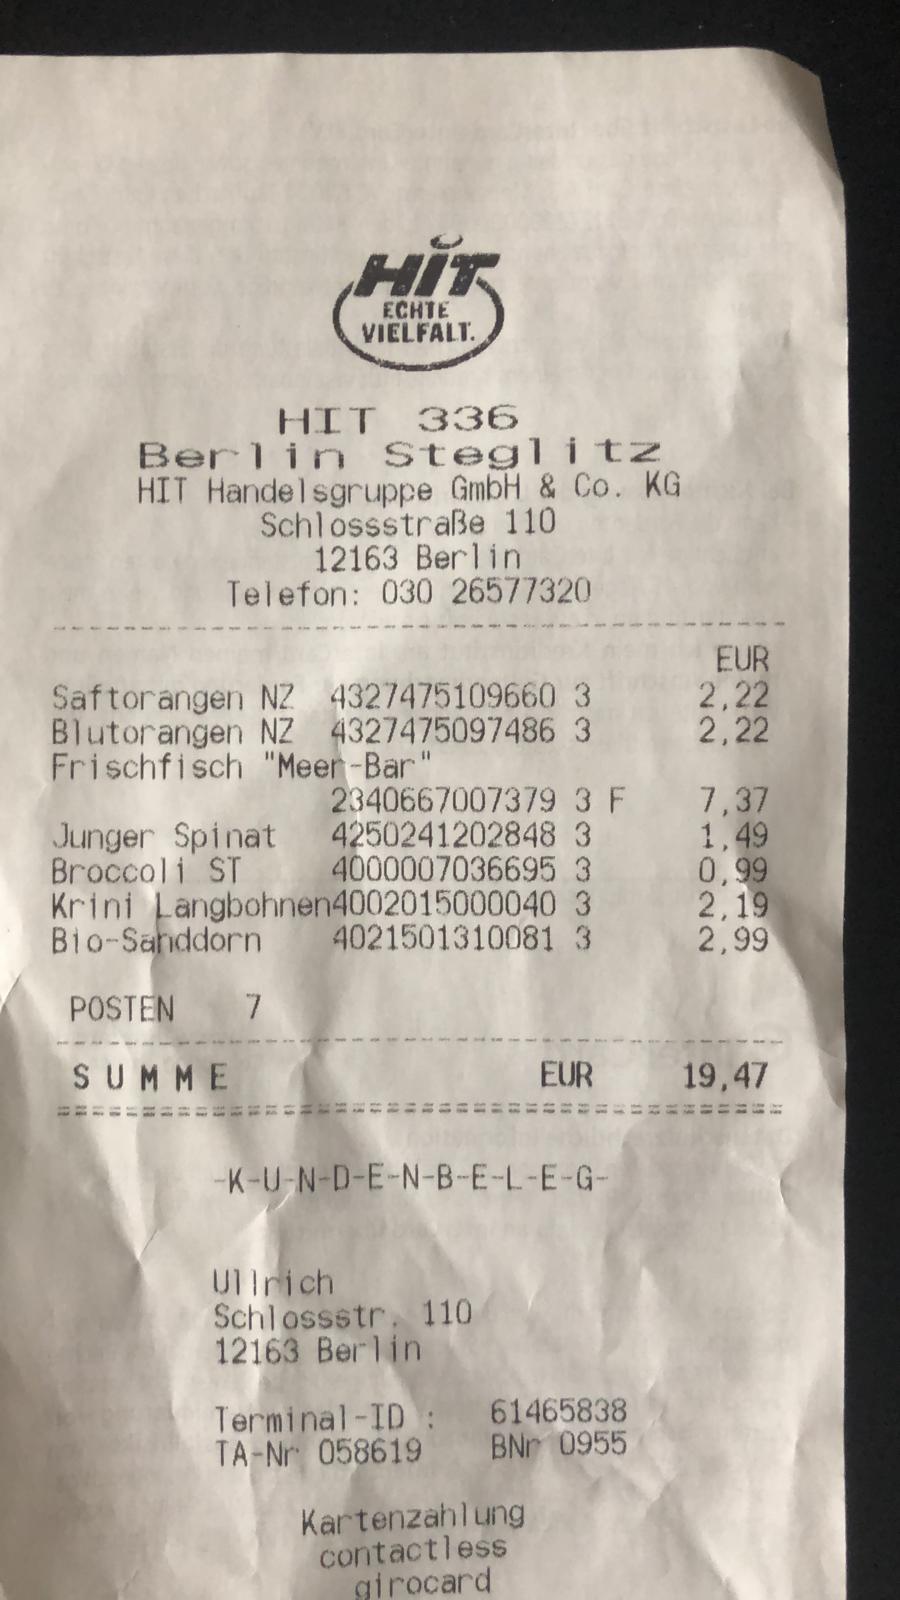 HIT
ECHTE
VIELFALT.
HIT 336
Berlin Steglitz
HIT Handelsgruppe GmbH & Co. KG
Schlossstraße 110
12163 Berlin
Telefon: 030 26577320
EUR
Saftorangen NZ 4327475109660 3 2,22
Blutorangen NZ 4327475097486 3 2,22
Frischfisch "Meer-Bar"
2340667007379 3 F 7,37
Junger Spinat 4250241202848 3 1,49
Broccoli ST 4000007036695 3 0,99
Krini Langbohnen4002015000040 3 2,19
Bio-Sanddorn 4021501310081 3 2,99
POSTEN 7
S U M M E EUR 19,47
-K-U-N-D-E-N-B-E-L-E-G-
Ullrich
Schlossstr. 110
12163 Berlin
Terminal-ID : 61465838
TA-Nr 058619 BNr 0955
Kartenzahlung
contactless
girocard